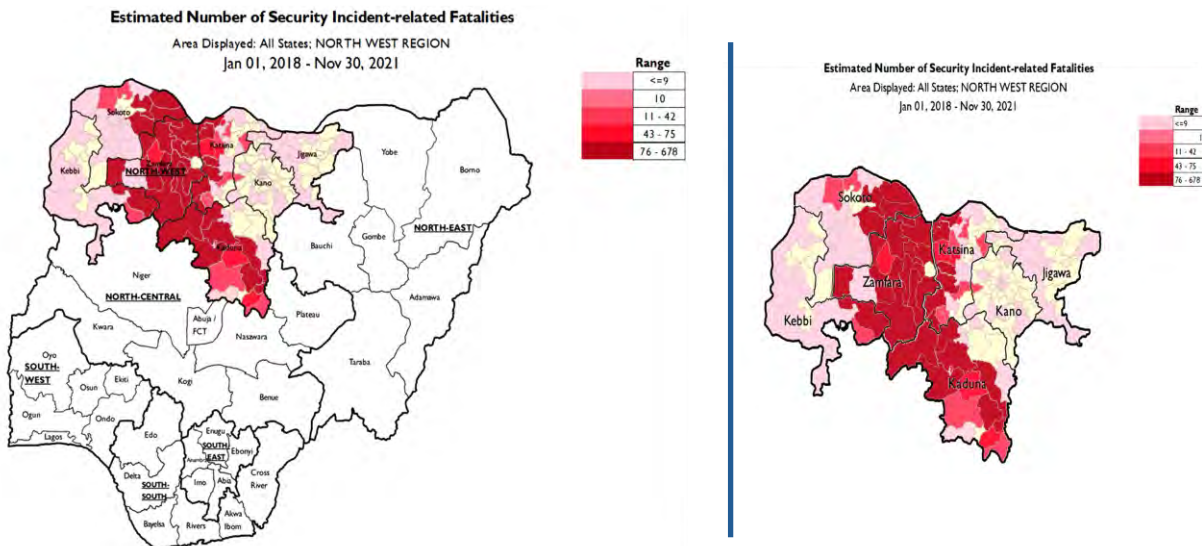 Estimated Number of Security Incident-related Fatalities
Area Displayed: All States; NORTH WEST REGION
Jan 01, 2018 - Nov 30, 2021
Range
<=9
10
11 - 42
43 - 75
76 - 678
Sokoto
Katsina
Jigawa
Zamfara
NORTH-WEST
Kebbi
Kano
Yobe
Borno
Kaduna
Bauchi
Gombe
NORTH-EAST
Niger
NORTH-CENTRAL
Adamawa
Plateau
Abuja /
FCT
Kwara
Nasawara
Taraba
Oyo
SOUTH-
WEST
Osun
Ekiti
Kogi
Benue
Ogun
Ondo
Lagos
Edo
Enugu
SOUTH-
EAST
Ebonyi
Delta
SOUTH-
SOUTH
Imo
Abia
Cross
River
Bayelsa
Rivers
Akwa
Ibom
Estimated Number of Security Incident-related Fatalities
Area Displayed: All States; NORTH WEST REGION
Jan 01, 2018 - Nov 30, 2021
Range
<=9
1
11 - 42
43 - 75
76 - 678
Sokoto
Katsina
Jigawa
Zamfara
Kebbi
Kano
Kaduna